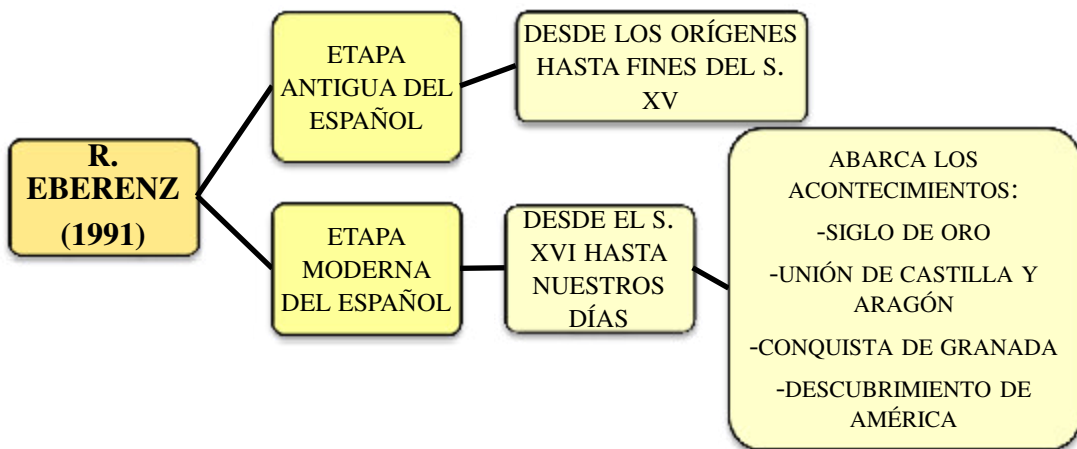 R.
EBERENZ
(1991)
ETAPA
ANTIGUA DEL
ESPAÑOL
DESDE LOS ORÍGENES
HASTA FINES DEL S.
XV
ETAPA
MODERNA
DEL ESPAÑOL
DESDE EL S.
XVI HASTA
NUESTROS
DÍAS
ABARCA LOS
ACONTECIMIENTOS:
-SIGLO DE ORO
-UNIÓN DE CASTILLA Y
ARAGÓN
-CONQUISTA DE GRANADA
-DESCUBRIMIENTO DE
AMÉRICA